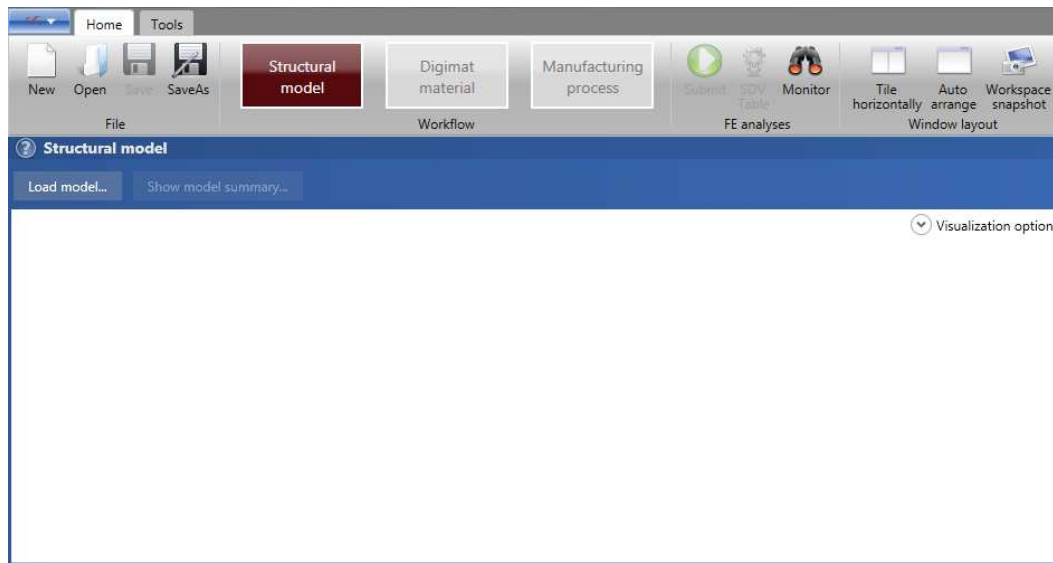 Home Tools
New Open Save SaveAs
File
Structural model
Digimat material
Manufacturing process
Workflow
Submit SDV Table Monitor
FE analyses
Tile horizontally
Auto arrange
Workspace snapshot
Window layout
Structural model
Load model... Show model summary...
Visualization option